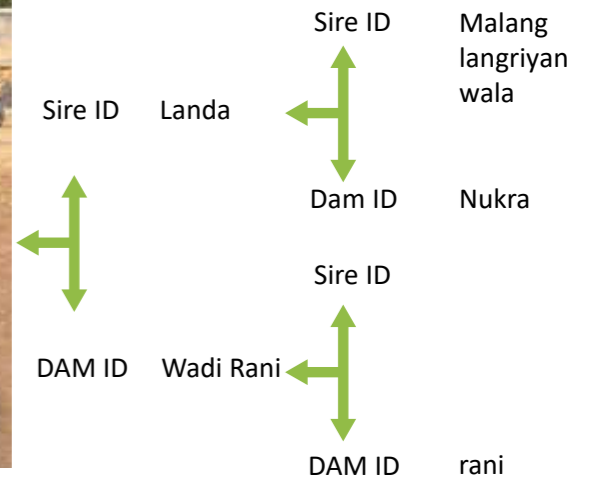 Sire ID Malang
langriyan
wala
Sire ID Landa
Dam ID Nukra
Sire ID
DAM ID Wadi Rani
DAM ID rani